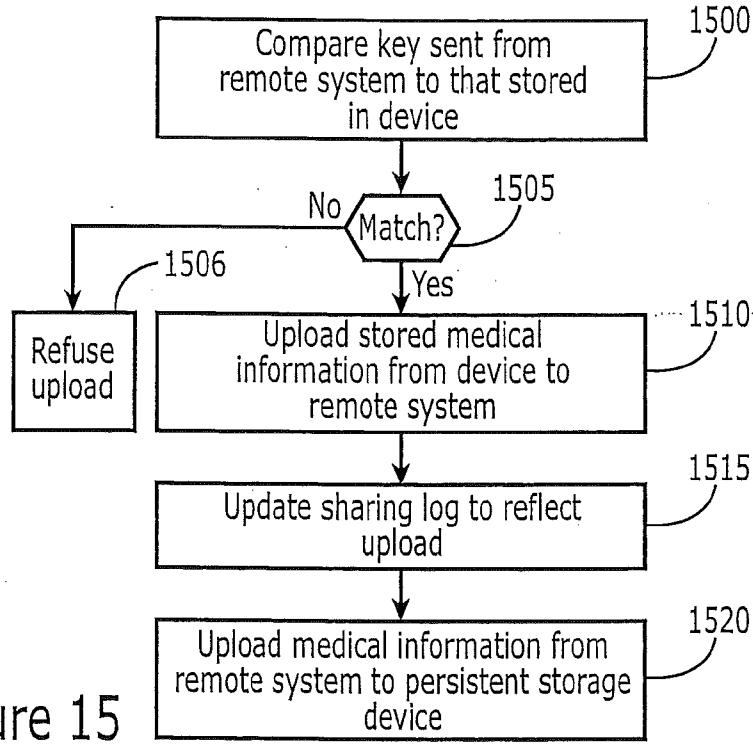 1500
Compare key sent from
remote system to that stored
in device
1505
No
Match?
1506
Yes
Refuse
upload
1510
Upload stored medical
information from device to
remote system
1515
Update sharing log to reflect
upload
1520
Upload medical information from
remote system to persistent storage
device
ure 15